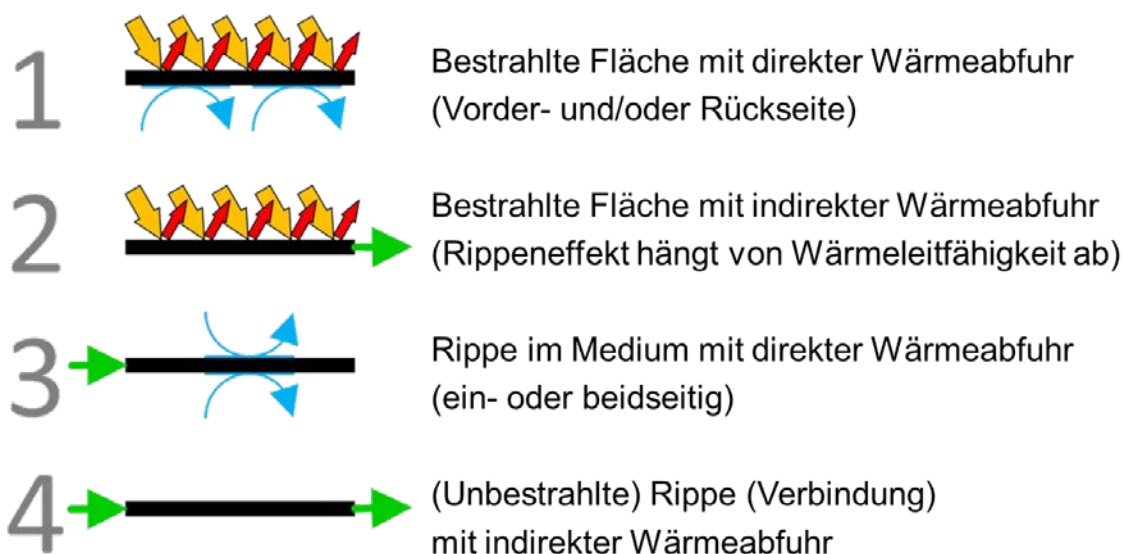 1
Bestrahlte Fläche mit direkter Wärmeabfuhr
(Vorder- und/oder Rückseite)
2
Bestrahlte Fläche mit indirekter Wärmeabfuhr
(Rippeneffekt hängt von Wärmeleitfähigkeit ab)
3
Rippe im Medium mit direkter Wärmeabfuhr
(ein- oder beidseitig)
4
(Unbestrahlte) Rippe (Verbindung)
mit indirekter Wärmeabfuhr